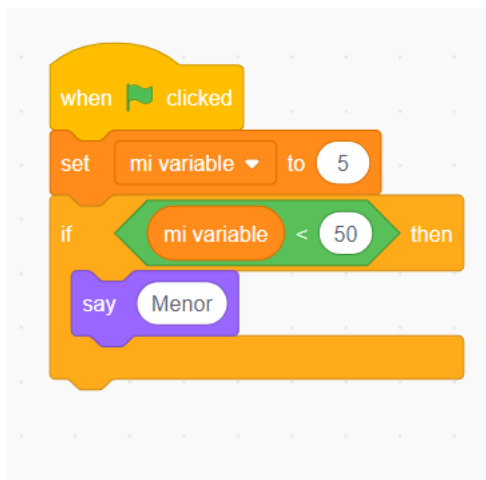 when clicked
set mi variable to 5
if mi variable < 50 then
say Menor